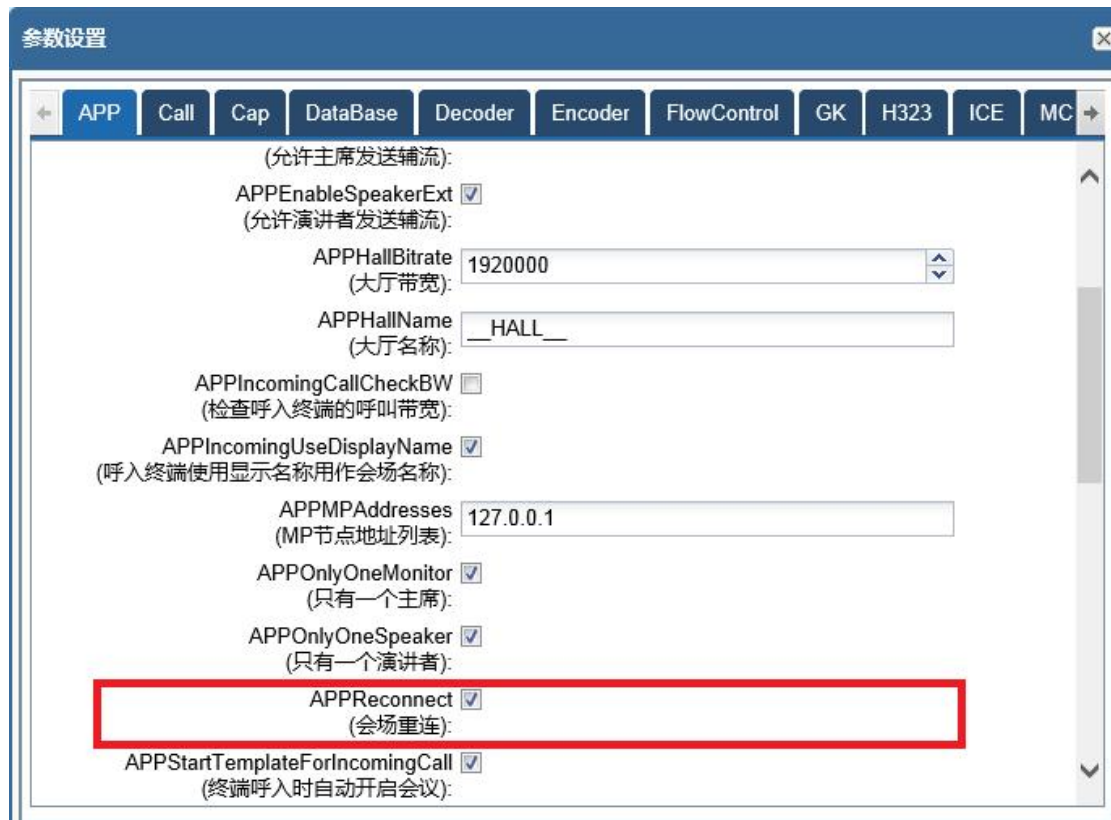 参数设置
APP Call Cap DataBase Decoder Encoder FlowControl GK H323 ICE MC
(允许主席发送辅流):
APPEnableSpeakerExt
(允许演讲者发送辅流):
APPHallBitrate 1920000
(大厅带宽):
APPHallName __HALL__
(大厅名称):
APPIncomingCallCheckBW
(检查呼入终端的呼叫带宽):
APPIncomingUseDisplayName
(呼入终端使用显示名称用作会场名称):
APPMPAddresses 127.0.0.1
(MP节点地址列表):
APPOnlyOneMonitor
(只有一个主席):
APPOnlyOneSpeaker
(只有一个演讲者):
APPReconnect
(会场重连):
APPStartTemplateForIncomingCall
(终端呼入时自动开启会议):